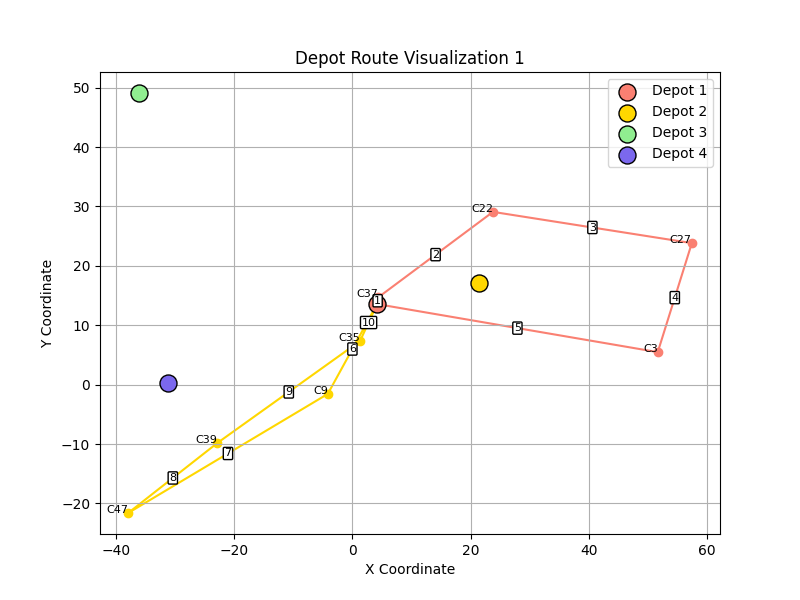 Depot Route Visualization 1
Depot 1
Depot 2
Depot 3
Depot 4
50
40
30
20
10
0
−10
−20
Y Coordinate
C22
C27
C37
C35
C3
C9
C39
C47
1
2
3
4
5
6
7
8
9
10
−40
−20
0
20
40
60
X Coordinate